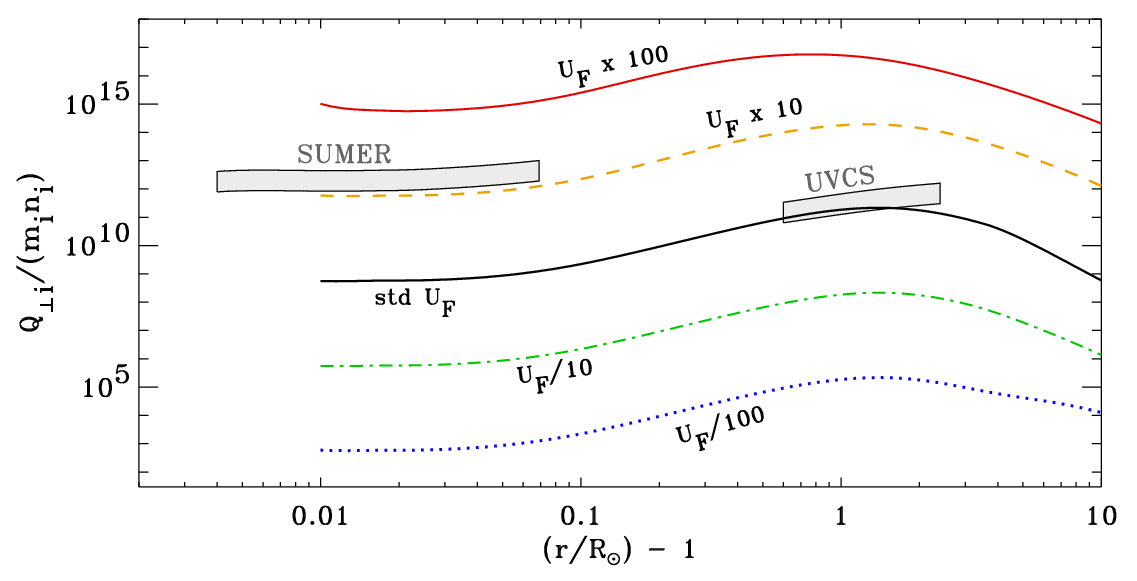 U_F x 100
10^15
U_F x 10
SUMER
UVCS
Q_⊥i/(m_i n_i)
10^10
std U_F
U_F/10
10^5
U_F/100
0.01 0.1 1 10
(r/R_⊙) − 1